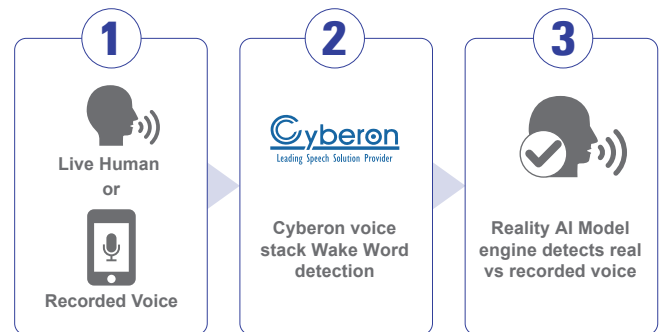 1
Live Human
or
Recorded Voice
2
Cyberon
Leading Speech Solution Provider
Cyberon voice
stack Wake Word
detection
3
Reality AI Model
engine detects real
vs recorded voice